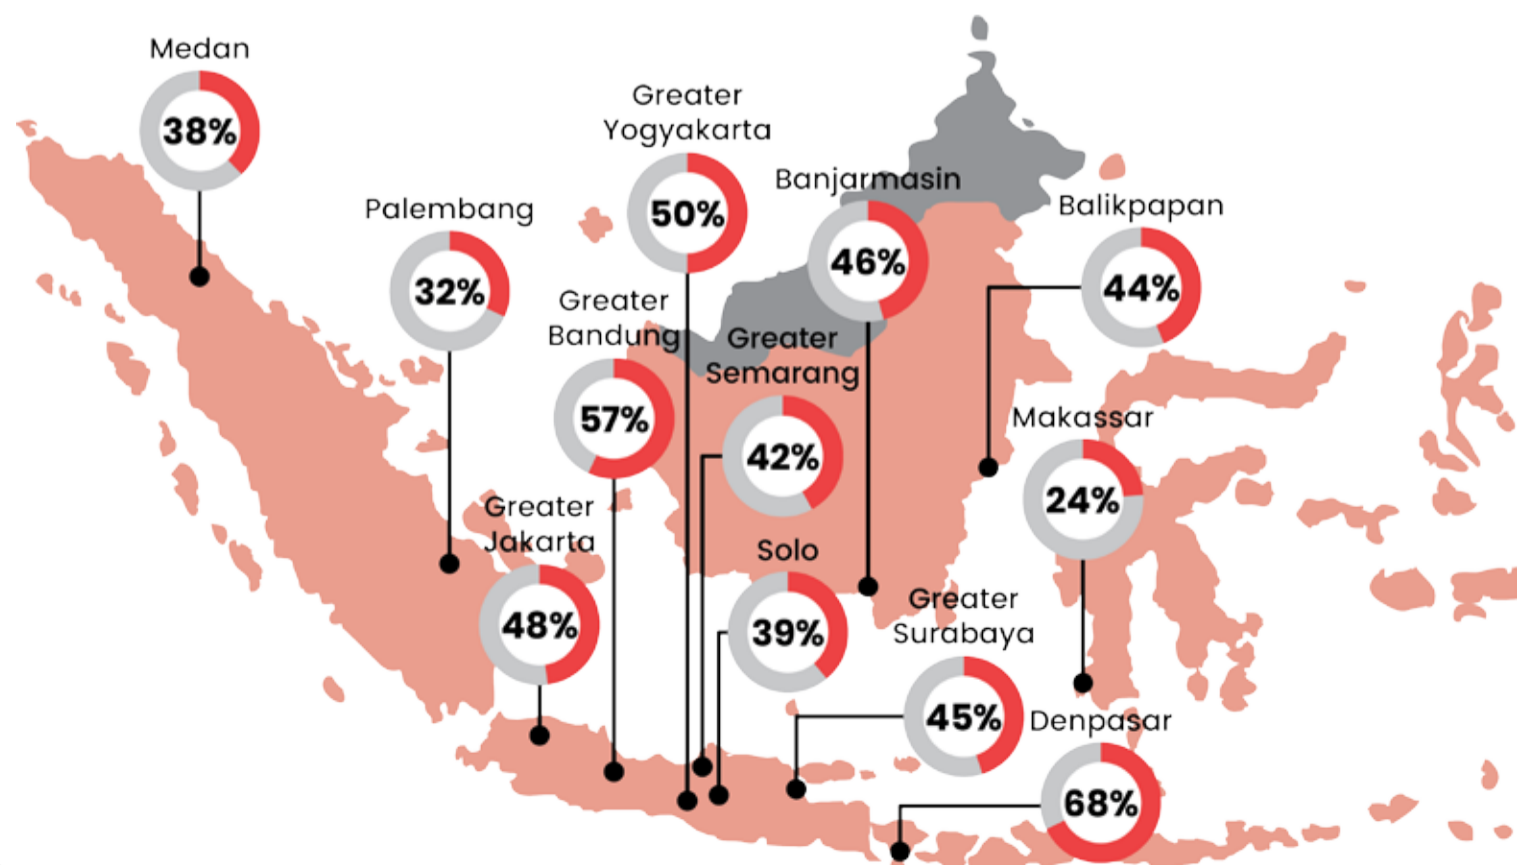 Medan
38%
Palembang
32%
Greater
Yogyakarta
50%
Banjarmasin
46%
Balikpapan
44%
Greater
Bandung
57%
Greater
Semarang
42%
Makassar
24%
Greater
Jakarta
48%
Solo
39%
Greater
Surabaya
45%
Denpasar
68%